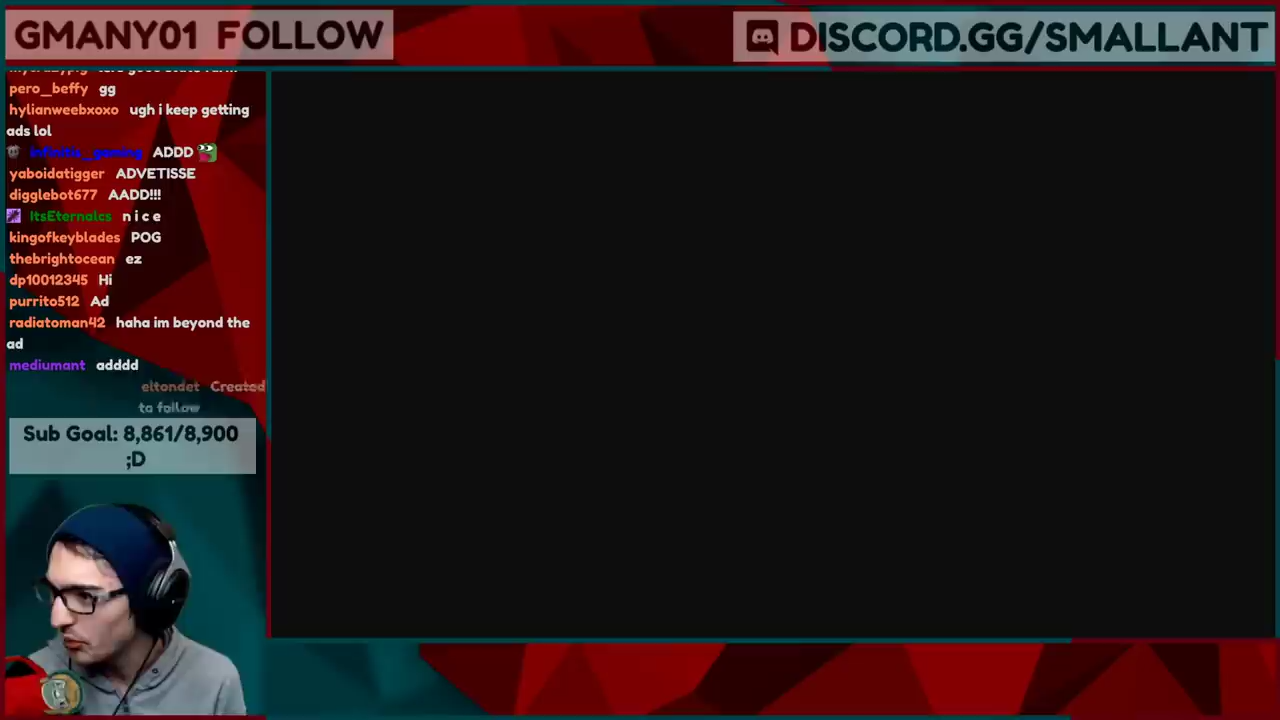 GMANY01 FOLLOW
DISCORD.GG/SMALLANT
pero_beffy gg
hylianweebxoxo ugh i keep getting
ads lol
infinitis_gaming ADDD
yaboidatigger ADVETISSE
digglebot677 AADD!!!
ItsEternalcs n i c e
kingofkeyblades POG
thebrightocean ez
dp10012345 Hi
purrito512 Ad
radiatoman42 haha im beyond the
ad
mediumant adddd
eltondet Created
to follow
Sub Goal: 8,861/8,900
;D